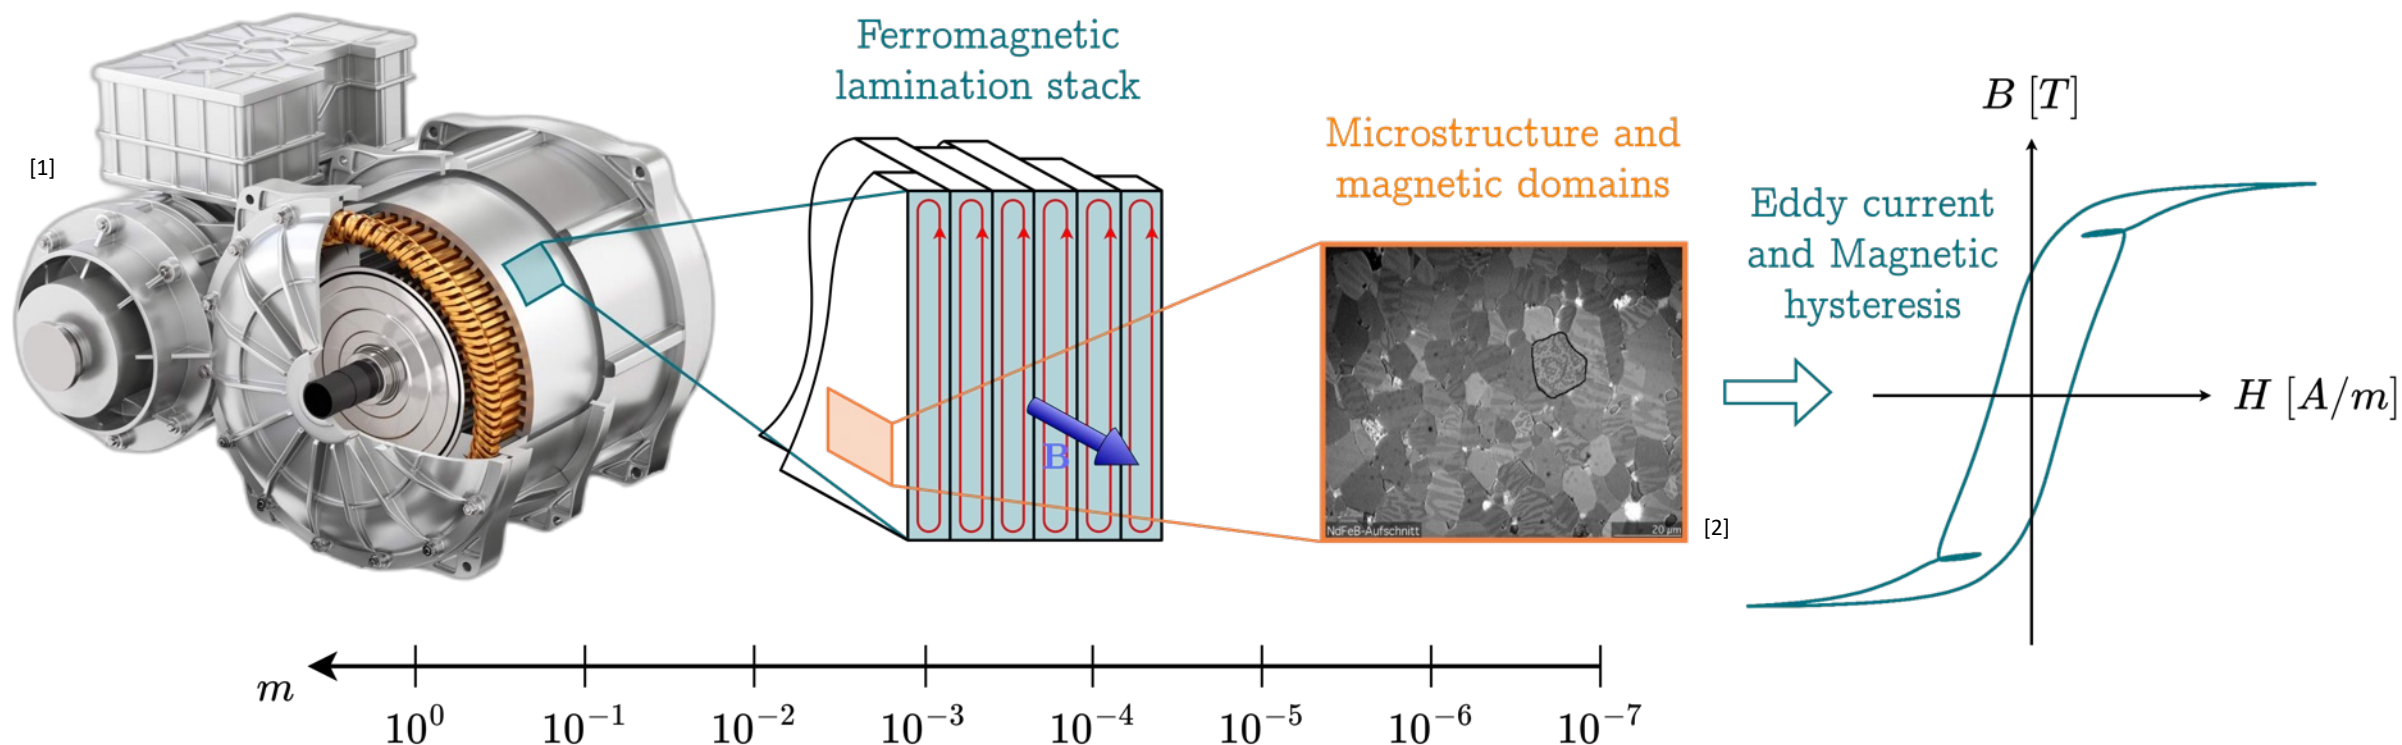 [1]
Ferromagnetic
lamination stack
B
Microstructure and
magnetic domains
NdFeB-Aufschnitt
20 µm
[2]
Eddy current
and Magnetic
hysteresis
B [T]
H [A/m]
m
10⁰ 10⁻¹ 10⁻² 10⁻³ 10⁻⁴ 10⁻⁵ 10⁻⁶ 10⁻⁷